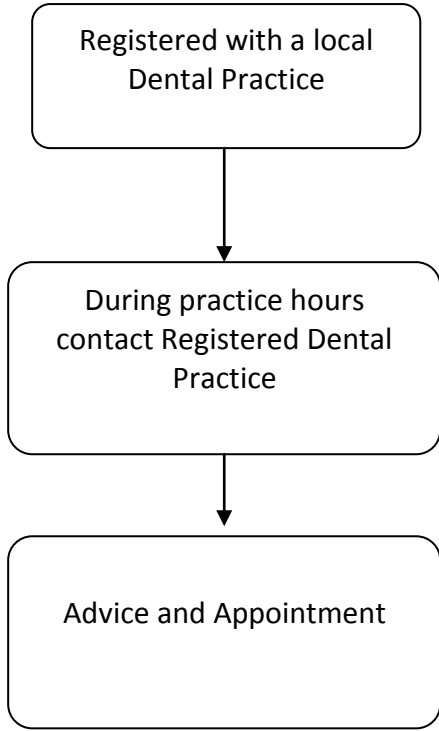 Registered with a local
Dental Practice
During practice hours
contact Registered Dental
Practice
Advice and Appointment